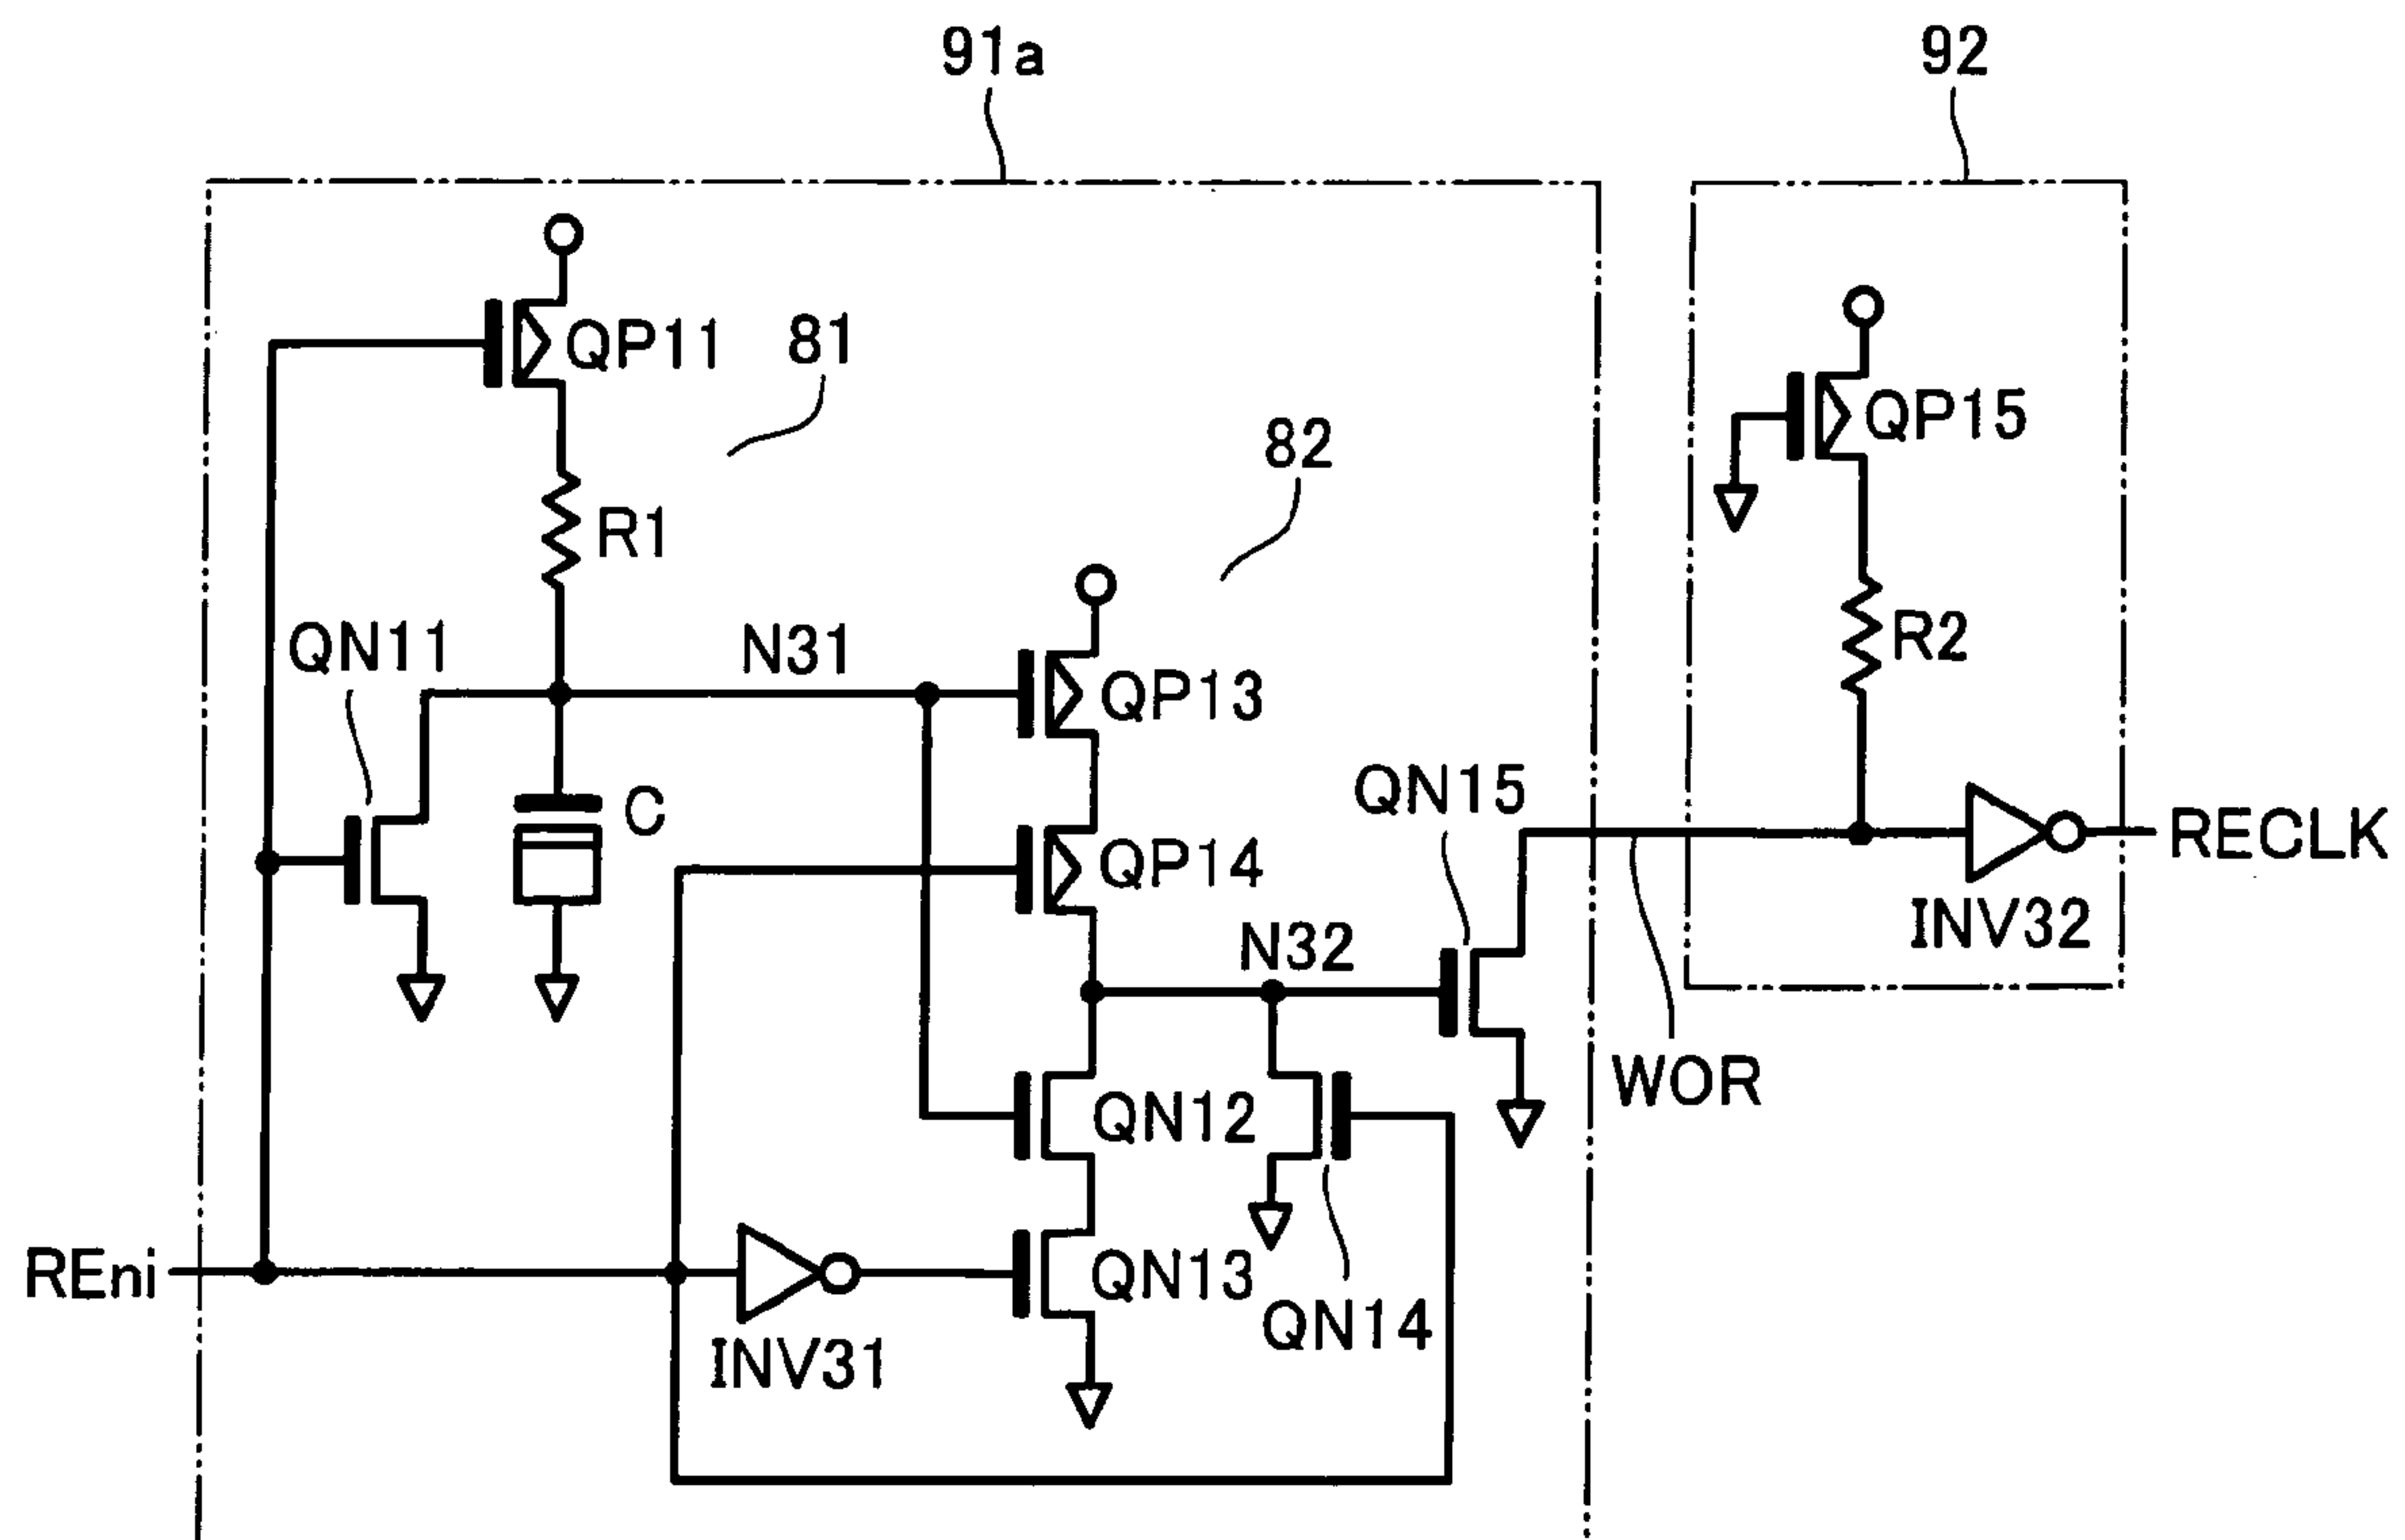 91a
92
QP11
81
QP15
82
R1
R2
QN11
N31
QP13
C
QN15
RECLK
QP14
INV32
N32
WOR
QN12
REni
QN13
QN14
INV31